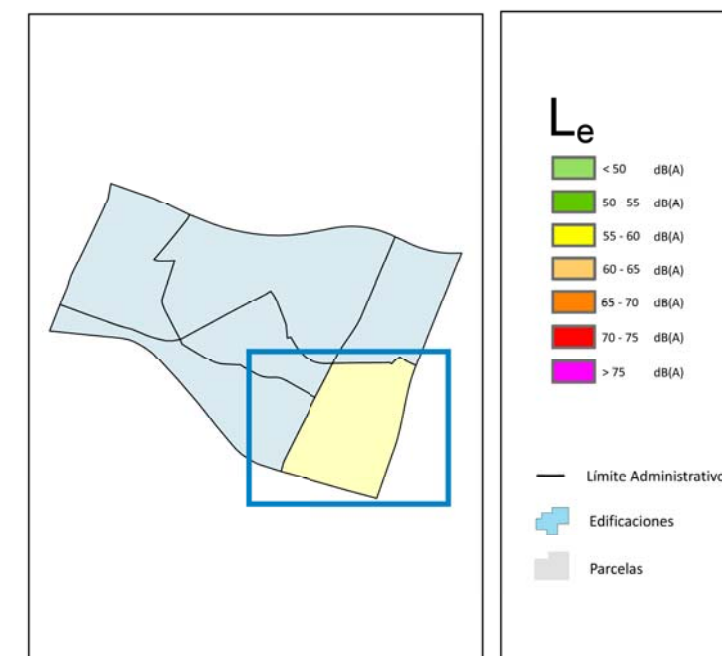 Le
< 50 dB(A)
50 55 dB(A)
55 - 60 dB(A)
60 - 65 dB(A)
65 - 70 dB(A)
70 - 75 dB(A)
> 75 dB(A)
Límite Administrativo
Edificaciones
Parcelas